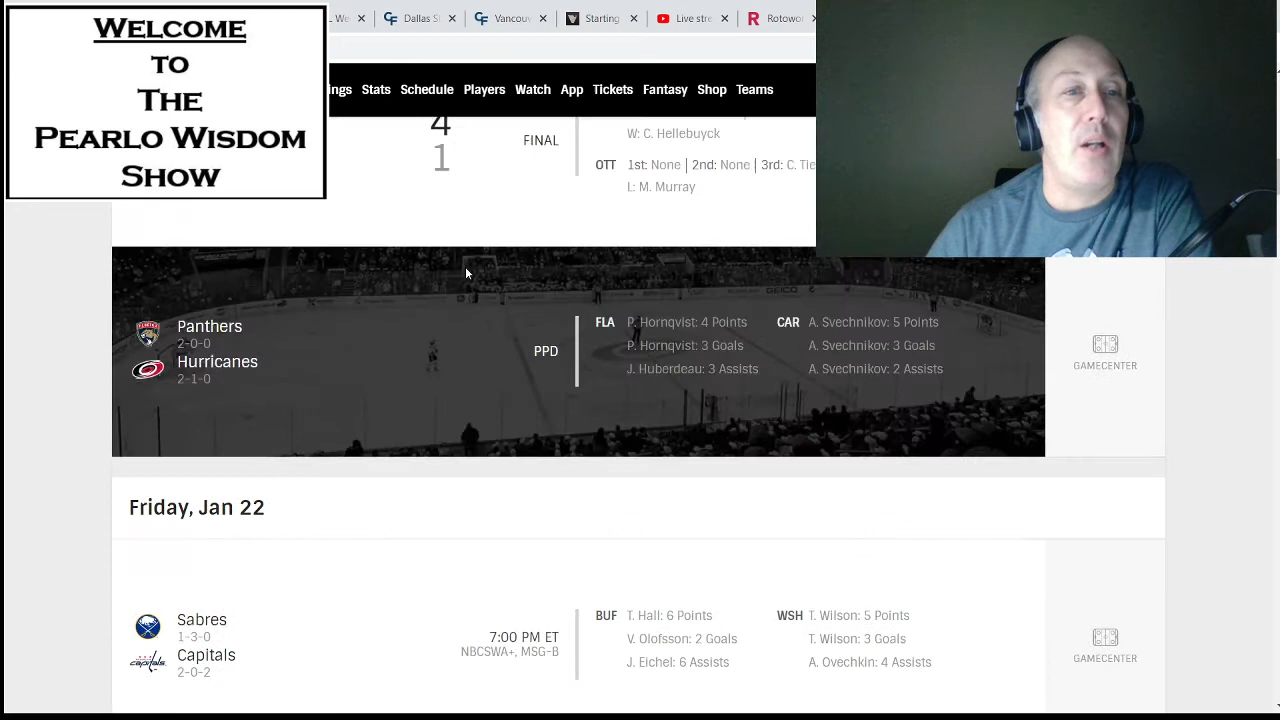 WELCOME
TO
THE
PEARLO WISDOM
SHOW
Dallas S
Vancou
Starting
Live stre
Rotowor
ngs Stats Schedule Players Watch App Tickets Fantasy Shop Teams
4
1
FINAL
W: C. Hellebuyck
OTT 1st: None | 2nd: None | 3rd: C. Tie
L: M. Murray
Panthers
2-0-0
Hurricanes
2-1-0
PPD
FLA P. Hornqvist: 4 Points
P. Hornqvist: 3 Goals
J. Huberdeau: 3 Assists
CAR A. Svechnikov: 5 Points
A. Svechnikov: 3 Goals
A. Svechnikov: 2 Assists
GAMECENTER
Friday, Jan 22
Sabres
1-3-0
Capitals
2-0-2
7:00 PM ET
NBCSWA+, MSG-B
BUF T. Hall: 6 Points
V. Olofsson: 2 Goals
J. Eichel: 6 Assists
WSH T. Wilson: 5 Points
T. Wilson: 3 Goals
A. Ovechkin: 4 Assists
GAMECENTER